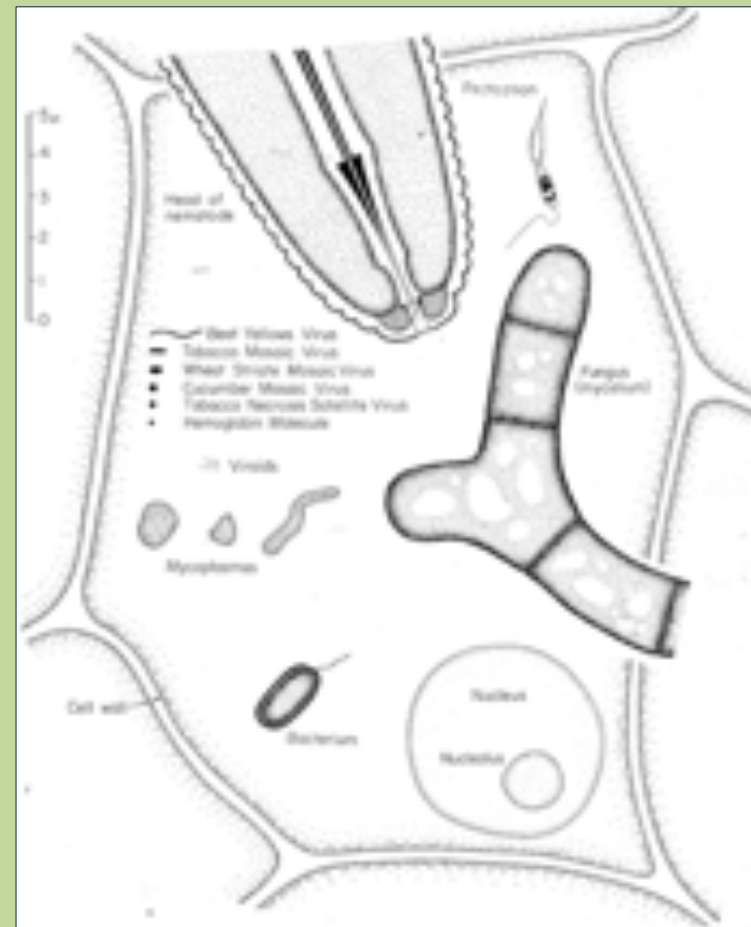 Protozoan
5μ
4
3
2
1
0
Head of
nematode
Beet Yellows Virus
Tobacco Mosaic Virus
Wheat Striate Mosaic Virus
Cucumber Mosaic Virus
Tobacco Necrosis Satellite Virus
Hemoglobin Molecule
Fungus
(mycelium)
Viroids
Mycoplasmas
Cell wall
Bacterium
Nucleus
Nucleolus